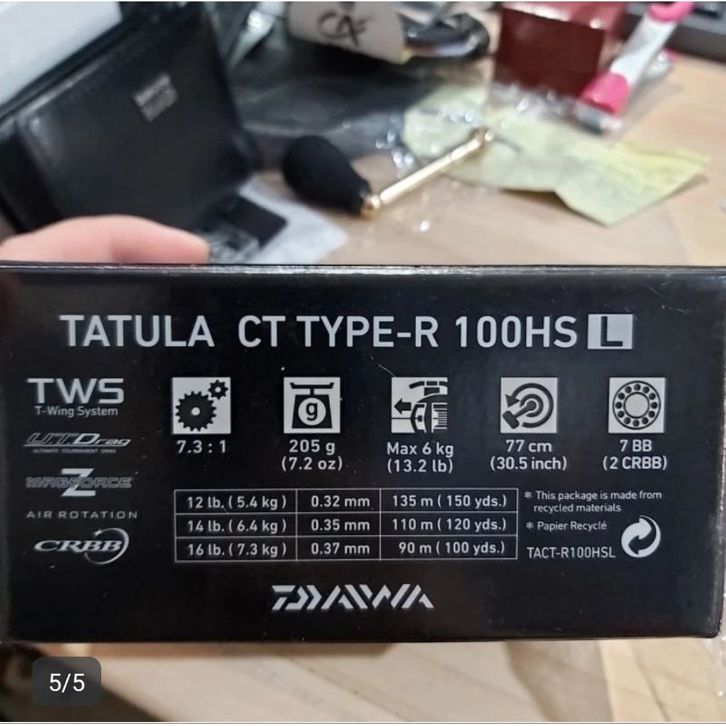 CAF
TATULA CT TYPE-R 100HS L
TWS
T-Wing System
UTDrag
ULTIMATE TOURNAMENT DRAG
MAGFORCE Z
AIR ROTATION
CRBB
7.3 : 1
g
205 g
(7.2 oz)
Max 6 kg
(13.2 lb)
77 cm
(30.5 inch)
7 BB
(2 CRBB)
12 lb. ( 5.4 kg ) 0.32 mm 135 m ( 150 yds. )
14 lb. ( 6.4 kg ) 0.35 mm 110 m ( 120 yds. )
16 lb. ( 7.3 kg ) 0.37 mm 90 m ( 100 yds. )
* This package is made from
recycled materials
* Papier Recyclé
TACT-R100HSL
DAIWA
5/5